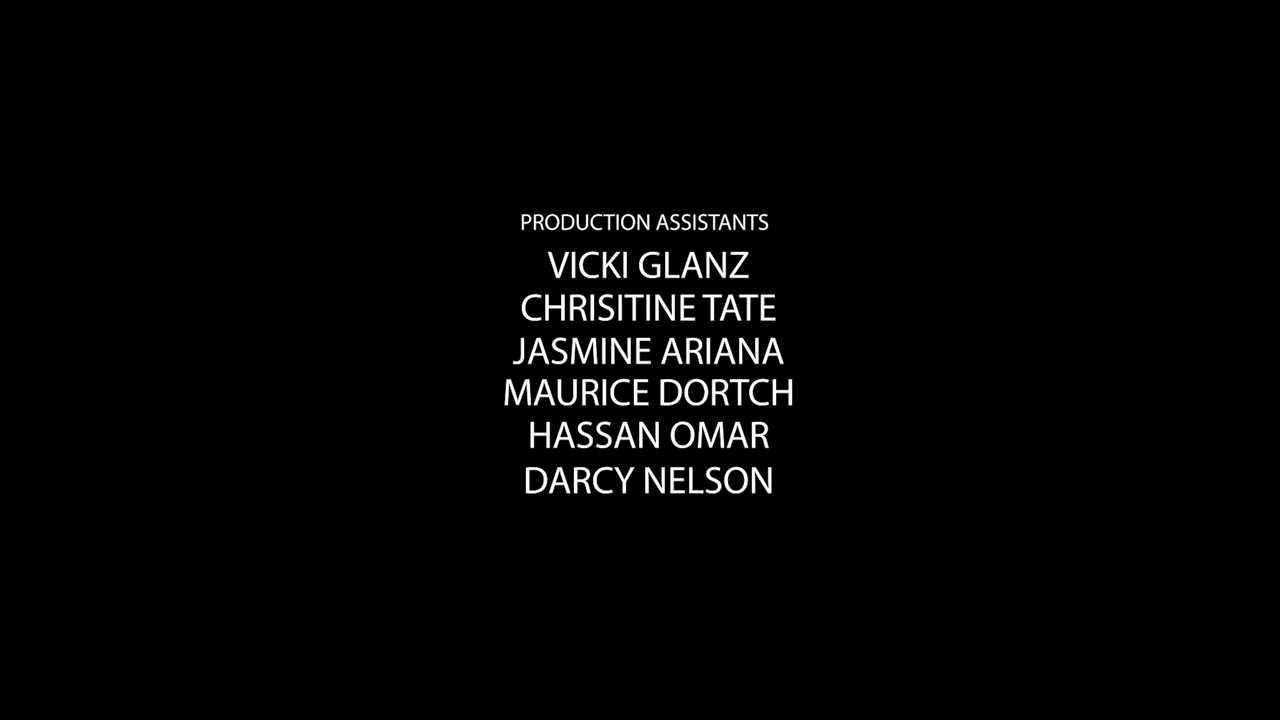 PRODUCTION ASSISTANTS
VICKI GLANZ
CHRISITINE TATE
JASMINE ARIANA
MAURICE DORTCH
HASSAN OMAR
DARCY NELSON